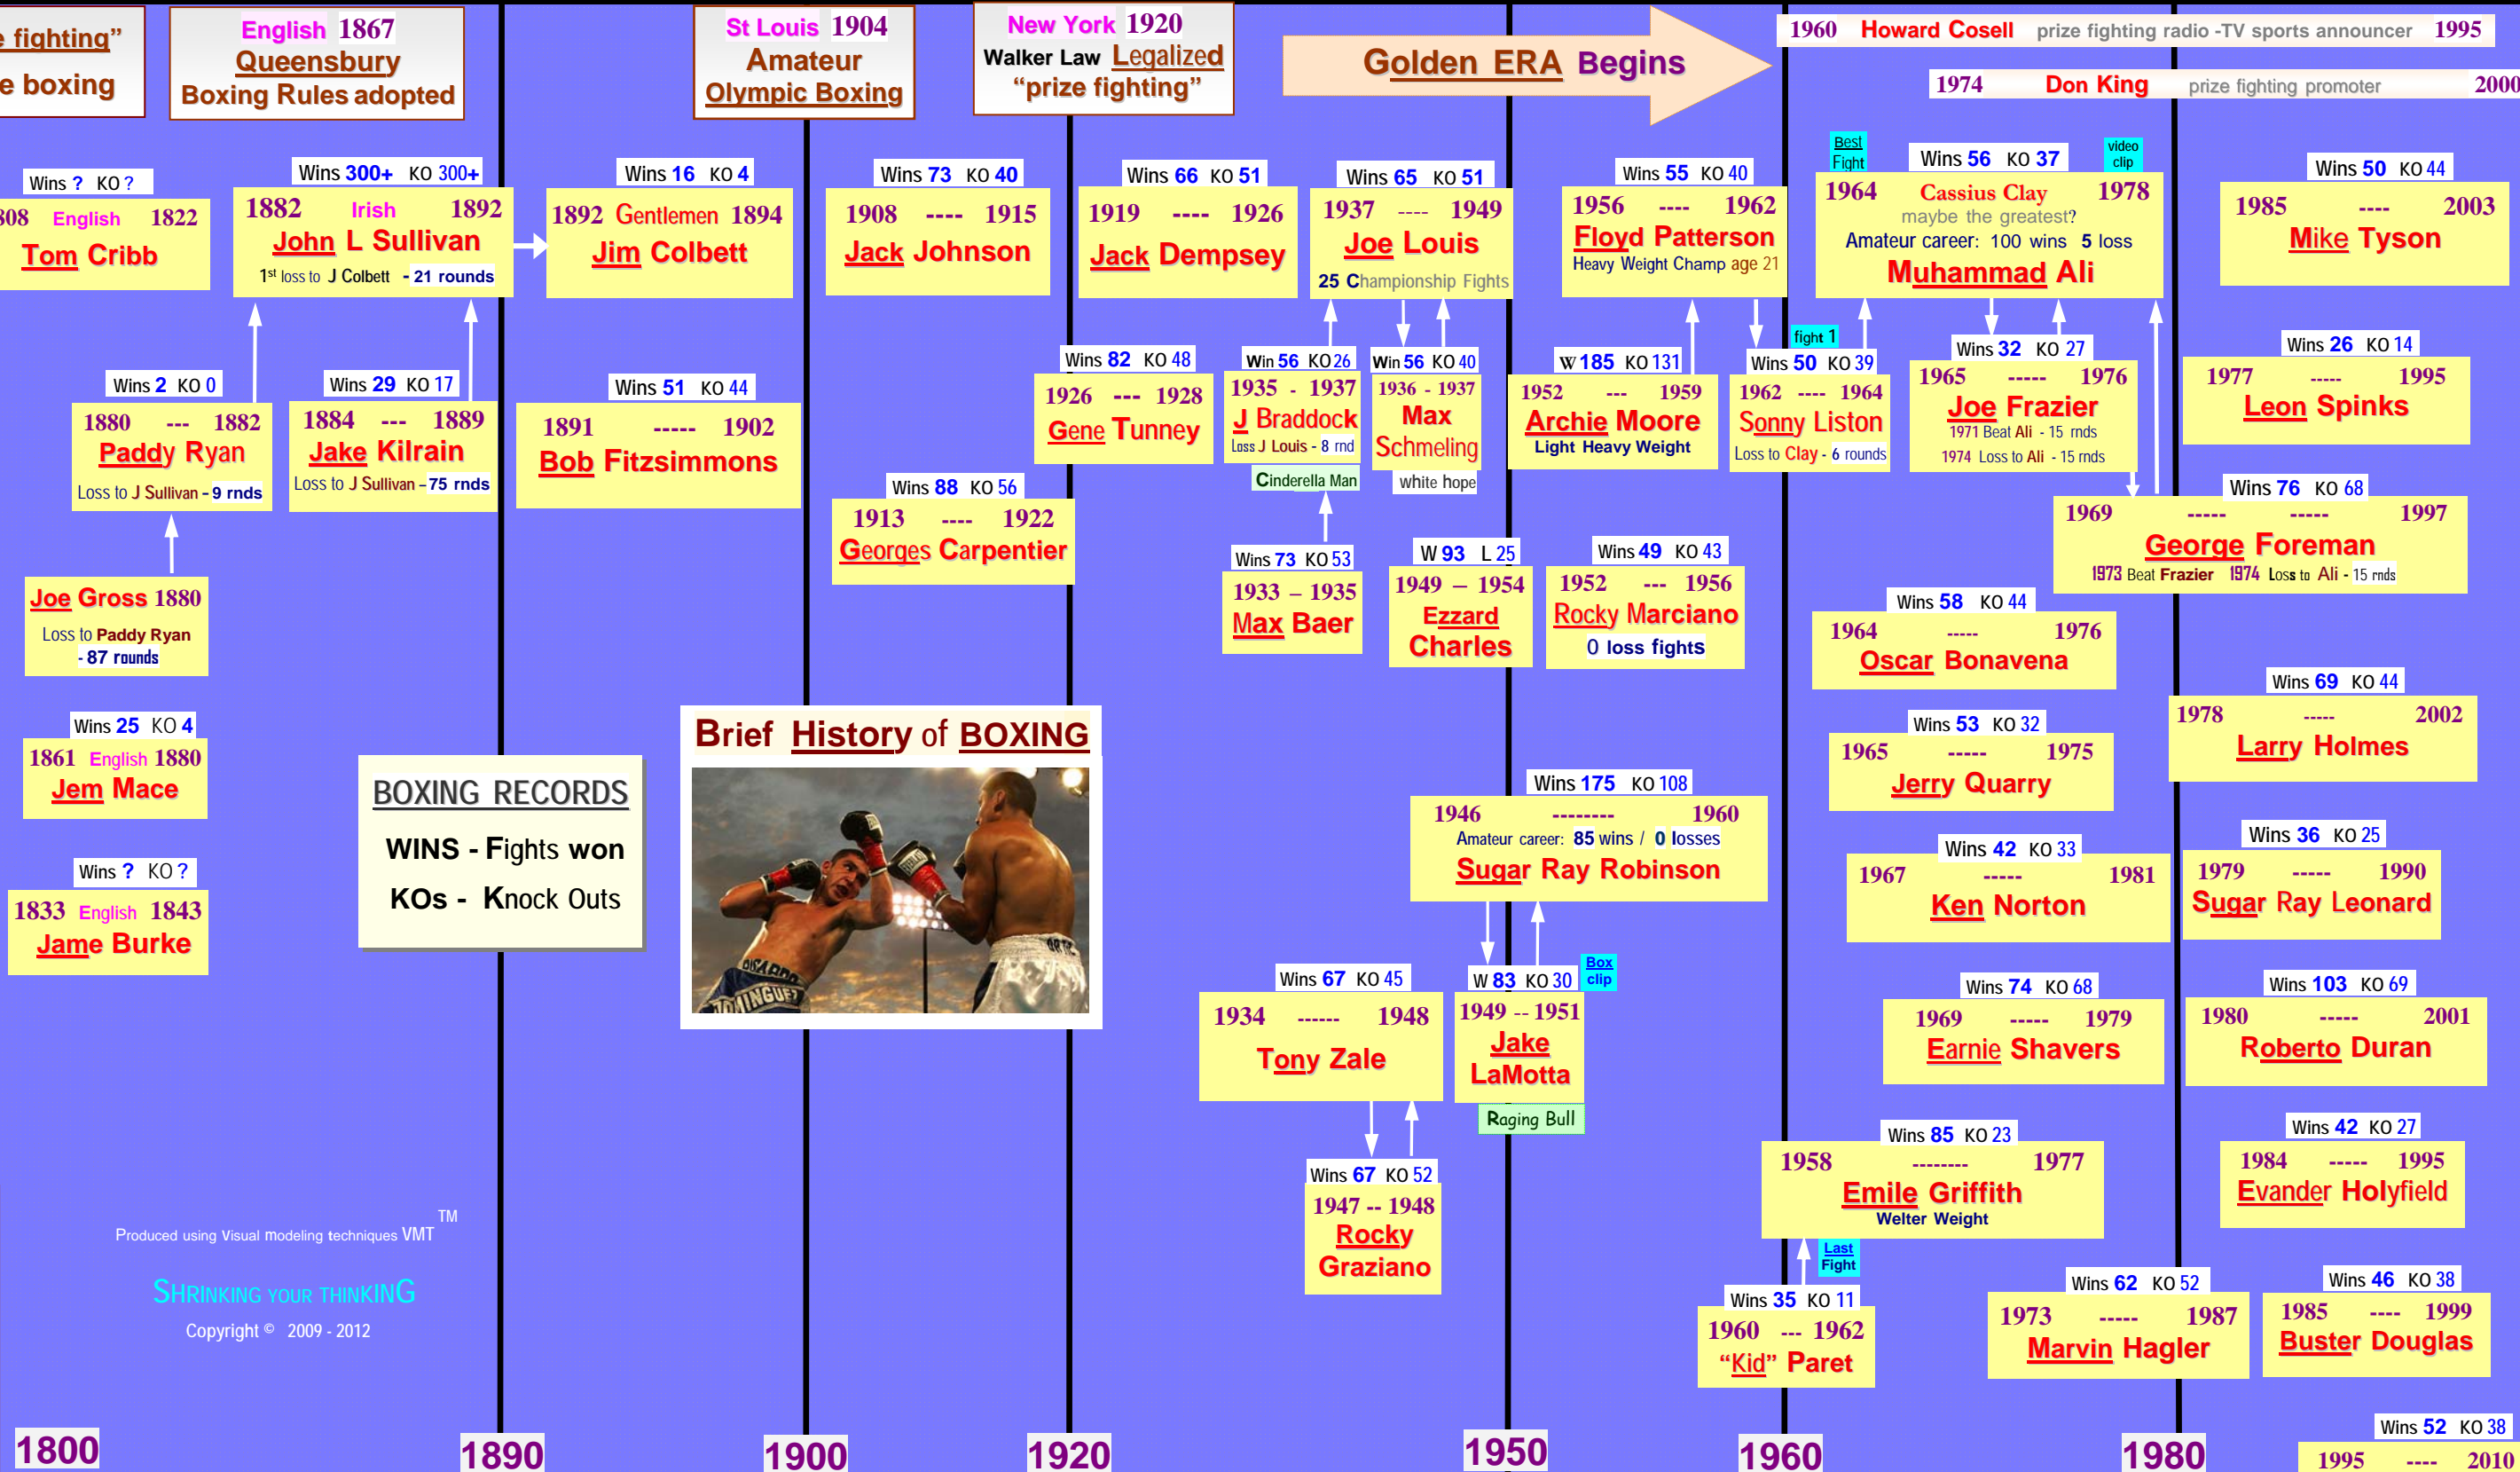 e fighting”
e boxing
English 1867
Queensbury
Boxing Rules adopted
St Louis 1904
Amateur
Olympic Boxing
New York 1920
Walker Law Legalized
“prize fighting”
Golden ERA Begins
1960 Howard Cosell prize fighting radio -TV sports announcer 1995
1974 Don King prize fighting promoter 2000
Wins ? KO ?
808 English 1822
Tom Cribb
Wins 300+ KO 300+
1882 Irish 1892
John L Sullivan
1st loss to J Colbett - 21 rounds
Wins 16 KO 4
1892 Gentlemen 1894
Jim Colbett
Wins 73 KO 40
1908 ---- 1915
Jack Johnson
Wins 66 KO 51
1919 ---- 1926
Jack Dempsey
Wins 65 KO 51
1937 ---- 1949
Joe Louis
25 Championship Fights
Wins 55 KO 40
1956 ---- 1962
Floyd Patterson
Heavy Weight Champ age 21
Best
Fight
Wins 56 KO 37
video
clip
1964 Cassius Clay 1978
maybe the greatest?
Amateur career: 100 wins 5 loss
Muhammad Ali
Wins 50 KO 44
1985 ---- 2003
Mike Tyson
Wins 2 KO 0
1880 --- 1882
Paddy Ryan
Loss to J Sullivan – 9 rnds
Wins 29 KO 17
1884 --- 1889
Jake Kilrain
Loss to J Sullivan – 75 rnds
Wins 51 KO 44
1891 ----- 1902
Bob Fitzsimmons
Wins 88 KO 56
1913 ---- 1922
Georges Carpentier
Wins 82 KO 48
1926 --- 1928
Gene Tunney
Win 56 KO 26
1935 - 1937
J Braddock
Loss J Louis - 8 rnd
Cinderella Man
Win 56 KO 40
1936 - 1937
Max
Schmeling
white hope
W 185 KO 131
1952 --- 1959
Archie Moore
Light Heavy Weight
fight 1
Wins 50 KO 39
1962 ---- 1964
Sonny Liston
Loss to Clay - 6 rounds
Wins 32 KO 27
1965 ----- 1976
Joe Frazier
1971 Beat Ali - 15 rnds
1974 Loss to Ali - 15 rnds
Wins 26 KO 14
1977 ----- 1995
Leon Spinks
Wins 76 KO 68
1969 ----- ----- 1997
George Foreman
1973 Beat Frazier 1974 Loss to Ali - 15 rnds
Joe Gross 1880
Loss to Paddy Ryan
- 87 rounds
Wins 73 KO 53
1933 – 1935
Max Baer
W 93 L 25
1949 – 1954
Ezzard
Charles
Wins 49 KO 43
1952 --- 1956
Rocky Marciano
0 loss fights
Wins 58 KO 44
1964 ----- 1976
Oscar Bonavena
Wins 25 KO 4
1861 English 1880
Jem Mace
Wins ? KO ?
1833 English 1843
Jame Burke
BOXING RECORDS
WINS - Fights won
KOs - Knock Outs
Brief History of BOXING
DOMINGUEZ
Wins 53 KO 32
1965 ----- 1975
Jerry Quarry
Wins 69 KO 44
1978 ----- 2002
Larry Holmes
Wins 175 KO 108
1946 -------- 1960
Amateur career: 85 wins / 0 losses
Sugar Ray Robinson
Wins 42 KO 33
1967 ----- 1981
Ken Norton
Wins 36 KO 25
1979 ----- 1990
Sugar Ray Leonard
Wins 67 KO 45
1934 ------ 1948
Tony Zale
W 83 KO 30
Box
clip
1949 -- 1951
Jake
LaMotta
Raging Bull
Wins 74 KO 68
1969 ----- 1979
Earnie Shavers
Wins 103 KO 69
1980 ----- 2001
Roberto Duran
Wins 67 KO 52
1947 -- 1948
Rocky
Graziano
Wins 85 KO 23
1958 -------- 1977
Emile Griffith
Welter Weight
Last
Fight
Wins 42 KO 27
1984 ----- 1995
Evander Holyfield
Wins 35 KO 11
1960 --- 1962
“Kid” Paret
Wins 62 KO 52
1973 ----- 1987
Marvin Hagler
Wins 46 KO 38
1985 ---- 1999
Buster Douglas
Wins 52 KO 38
1995 ---- 2010
Produced using Visual modeling techniques VMT TM
SHRINKING YOUR THINKING
Copyright © 2009 - 2012
1800 1890 1900 1920 1950 1960 1980